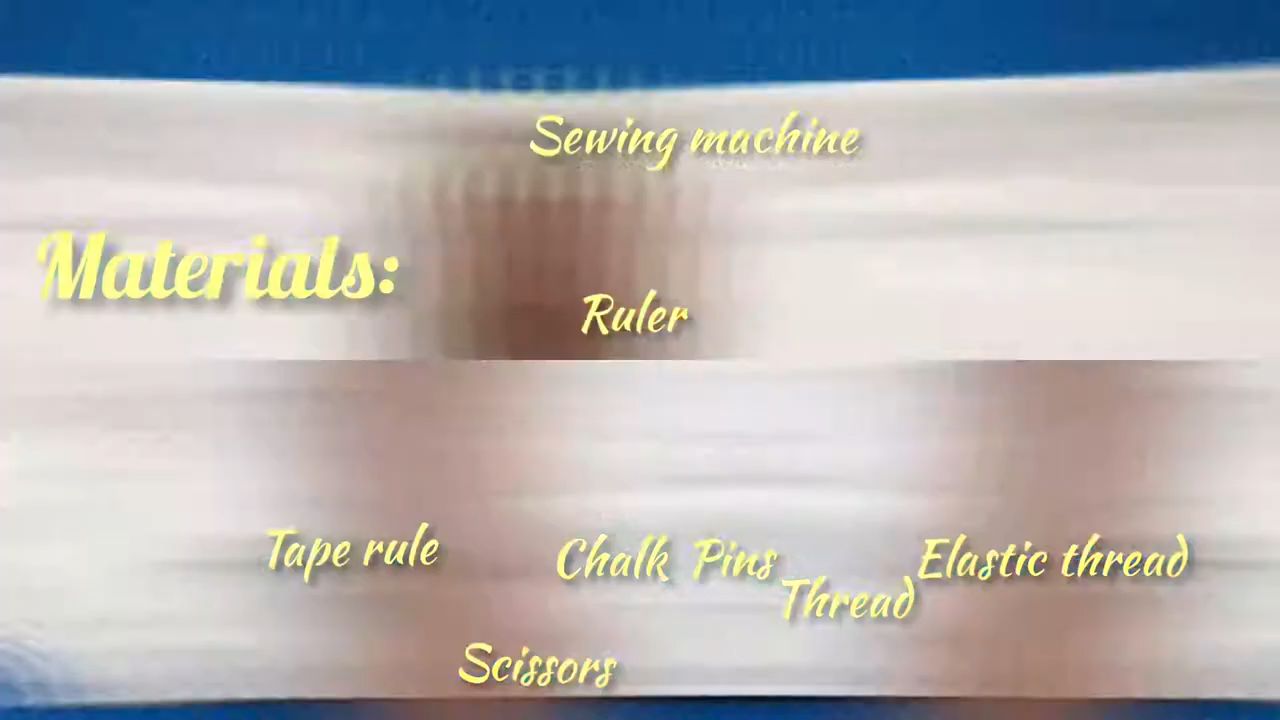 Sewing machine
Materials:
Ruler
Tape rule
Chalk
Pins
Elastic thread
Thread
Scissors